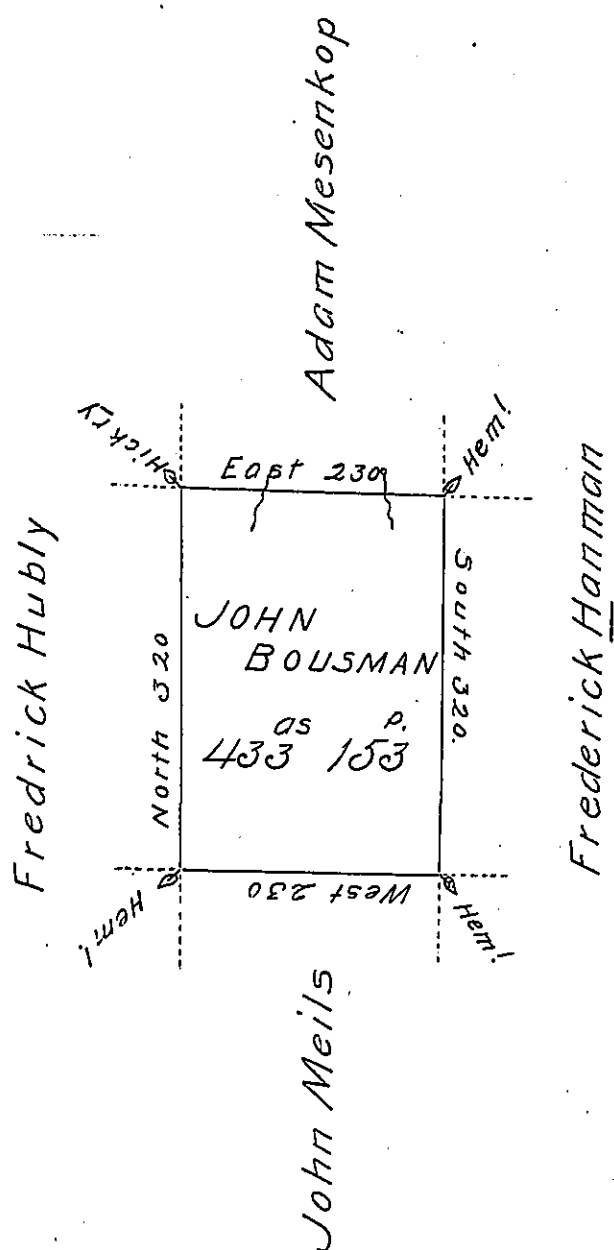 Adam Mesenkop
Hickry
East 230
Hem!
Fredrick Hubly
North 320
JOHN
BOUSMAN
433 as 153 p.
South 320.
Frederick Hanman
Hem!
West 230
Hem!
John Meils